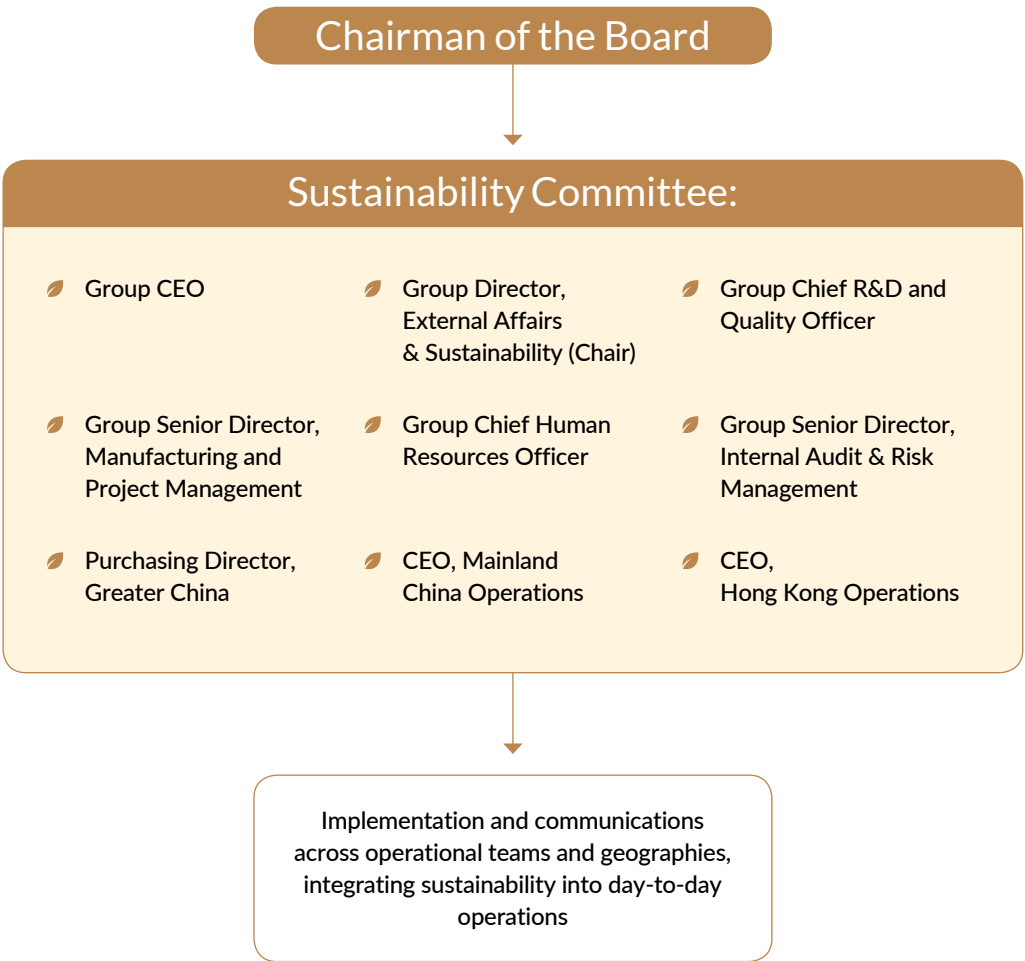 Chairman of the Board
Sustainability Committee:
Group CEO
Group Director,
External Affairs
& Sustainability (Chair)
Group Chief R&D and
Quality Officer
Group Senior Director,
Manufacturing and
Project Management
Group Chief Human
Resources Officer
Group Senior Director,
Internal Audit & Risk
Management
Purchasing Director,
Greater China
CEO, Mainland
China Operations
CEO,
Hong Kong Operations
Implementation and communications
across operational teams and geographies,
integrating sustainability into day-to-day
operations